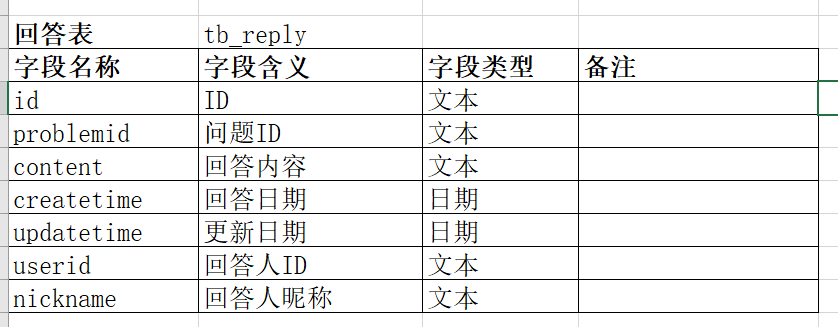 回答表 tb_reply
字段名称 字段含义 字段类型 备注
id ID 文本
problemid 问题ID 文本
content 回答内容 文本
createtime 回答日期 日期
updatetime 更新日期 日期
userid 回答人ID 文本
nickname 回答人昵称 文本